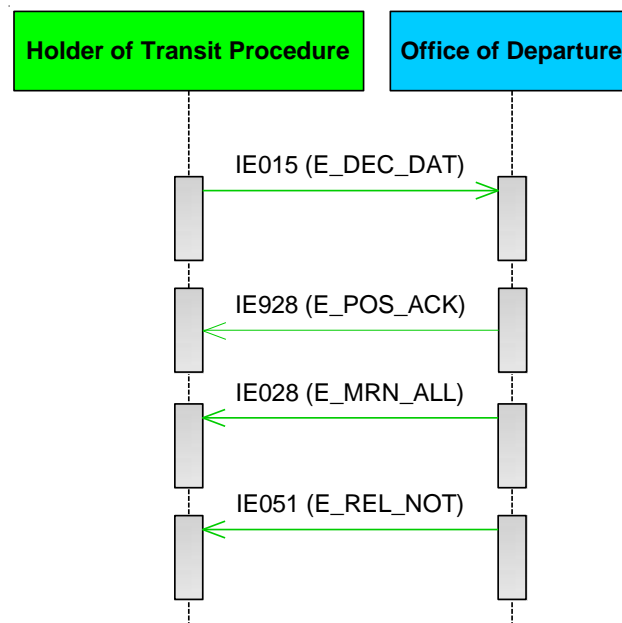 Holder of Transit Procedure
Office of Departure
IE015 (E_DEC_DAT)
IE928 (E_POS_ACK)
IE028 (E_MRN_ALL)
IE051 (E_REL_NOT)